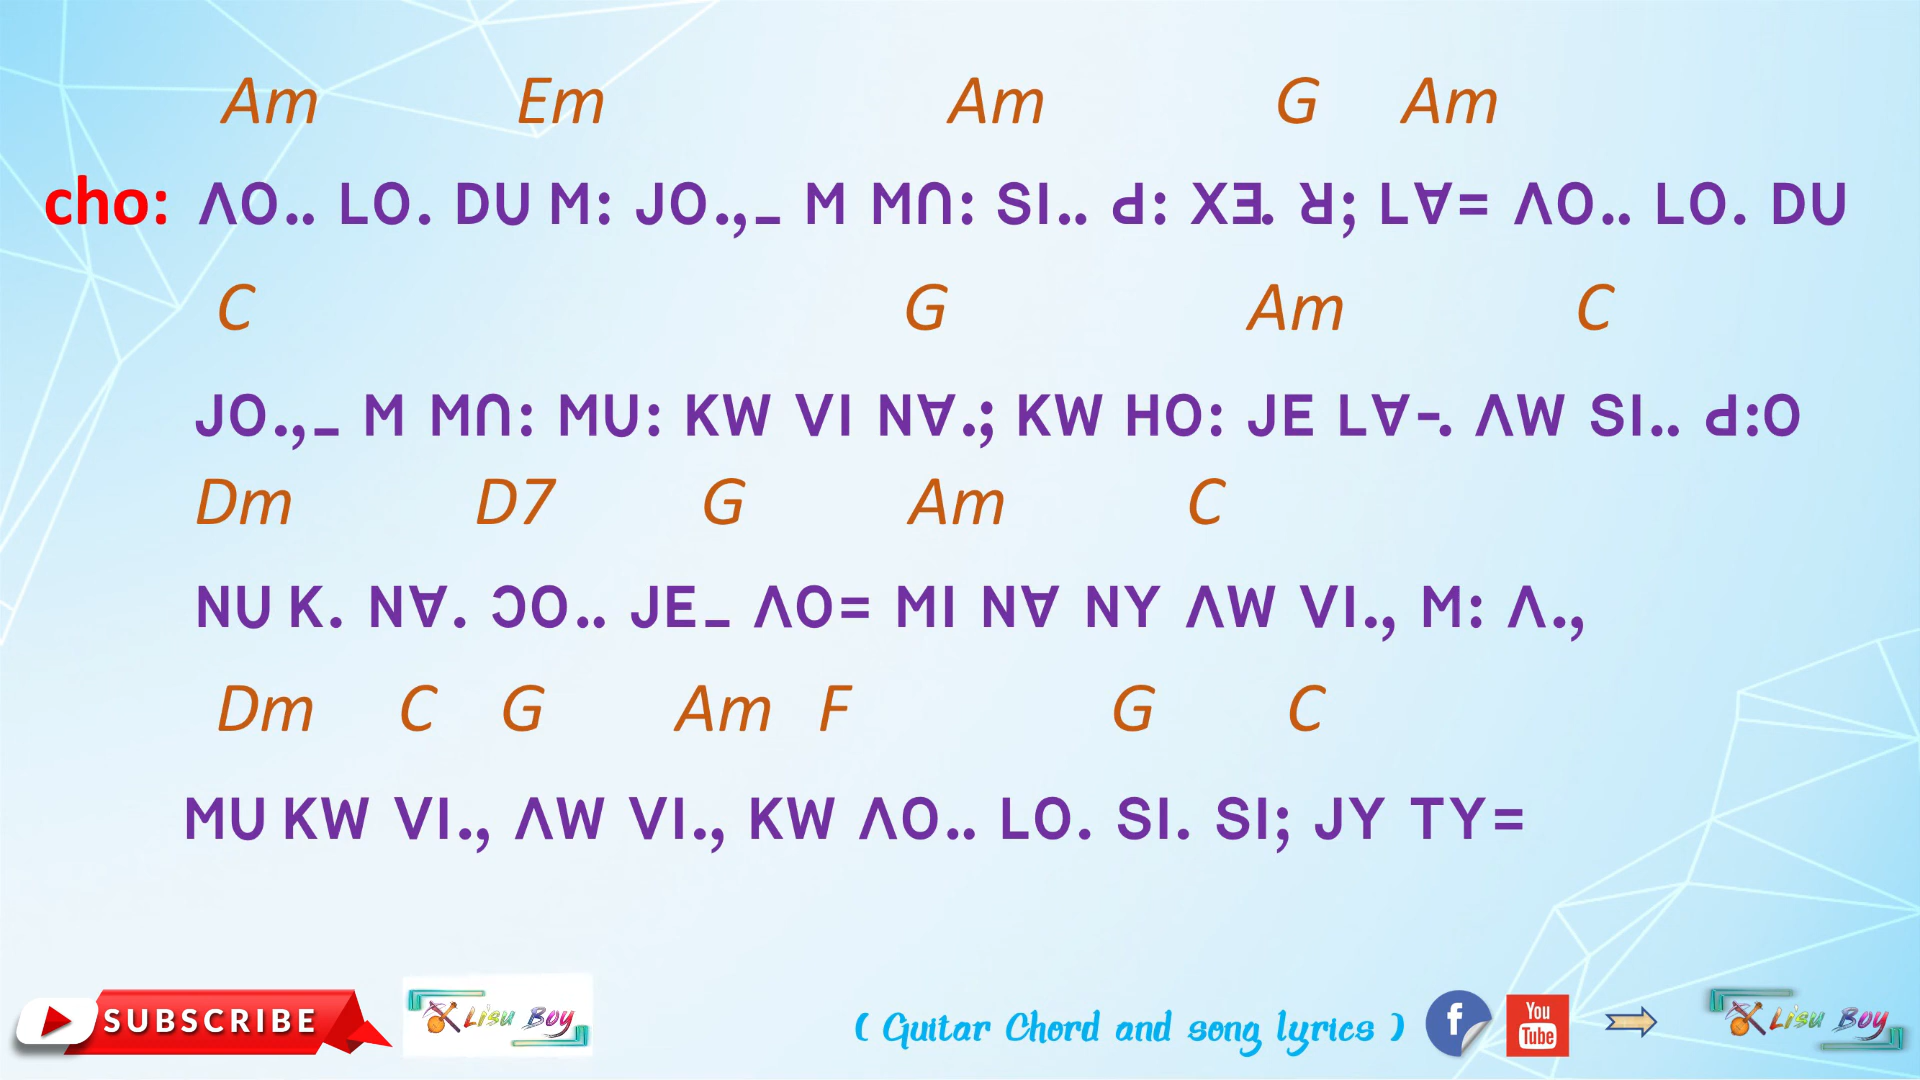 Am Em Am G Am
cho: ꓥꓳ.. ꓡꓳ. ꓓꓴ ꓟ: ꓙꓳ.,_ ꓟ ꓟꓵ: ꓢꓲ.. ꓒ: ꓫꓱ. ꓤ; ꓡꓯ= ꓥꓳ.. ꓡꓳ. ꓓꓴ
C G Am C
ꓙꓳ.,_ ꓟ ꓟꓵ: ꓟꓴ: ꓗꓪ ꓦꓲ ꓠꓯ.; ꓗꓪ ꓧꓳ: ꓙꓰ ꓡꓯ-. ꓥꓪ ꓢꓲ.. ꓒ:ꓳ
Dm D7 G Am C
ꓠꓴ ꓗ. ꓠꓯ. ꓛꓳ.. ꓙꓰ_ ꓥꓳ= ꓟꓲ ꓠꓯ ꓠꓬ ꓥꓪ ꓦꓲ., ꓟ: ꓥ.,
Dm C G Am F G C
ꓟꓴ ꓗꓪ ꓦꓲ., ꓥꓪ ꓦꓲ., ꓗꓪ ꓥꓳ.. ꓡꓳ. ꓢꓲ. ꓢꓲ; ꓙꓬ ꓔꓬ=
SUBSCRIBE Lisu Boy ( Guitar Chord and song lyrics ) f You Tube Lisu Boy